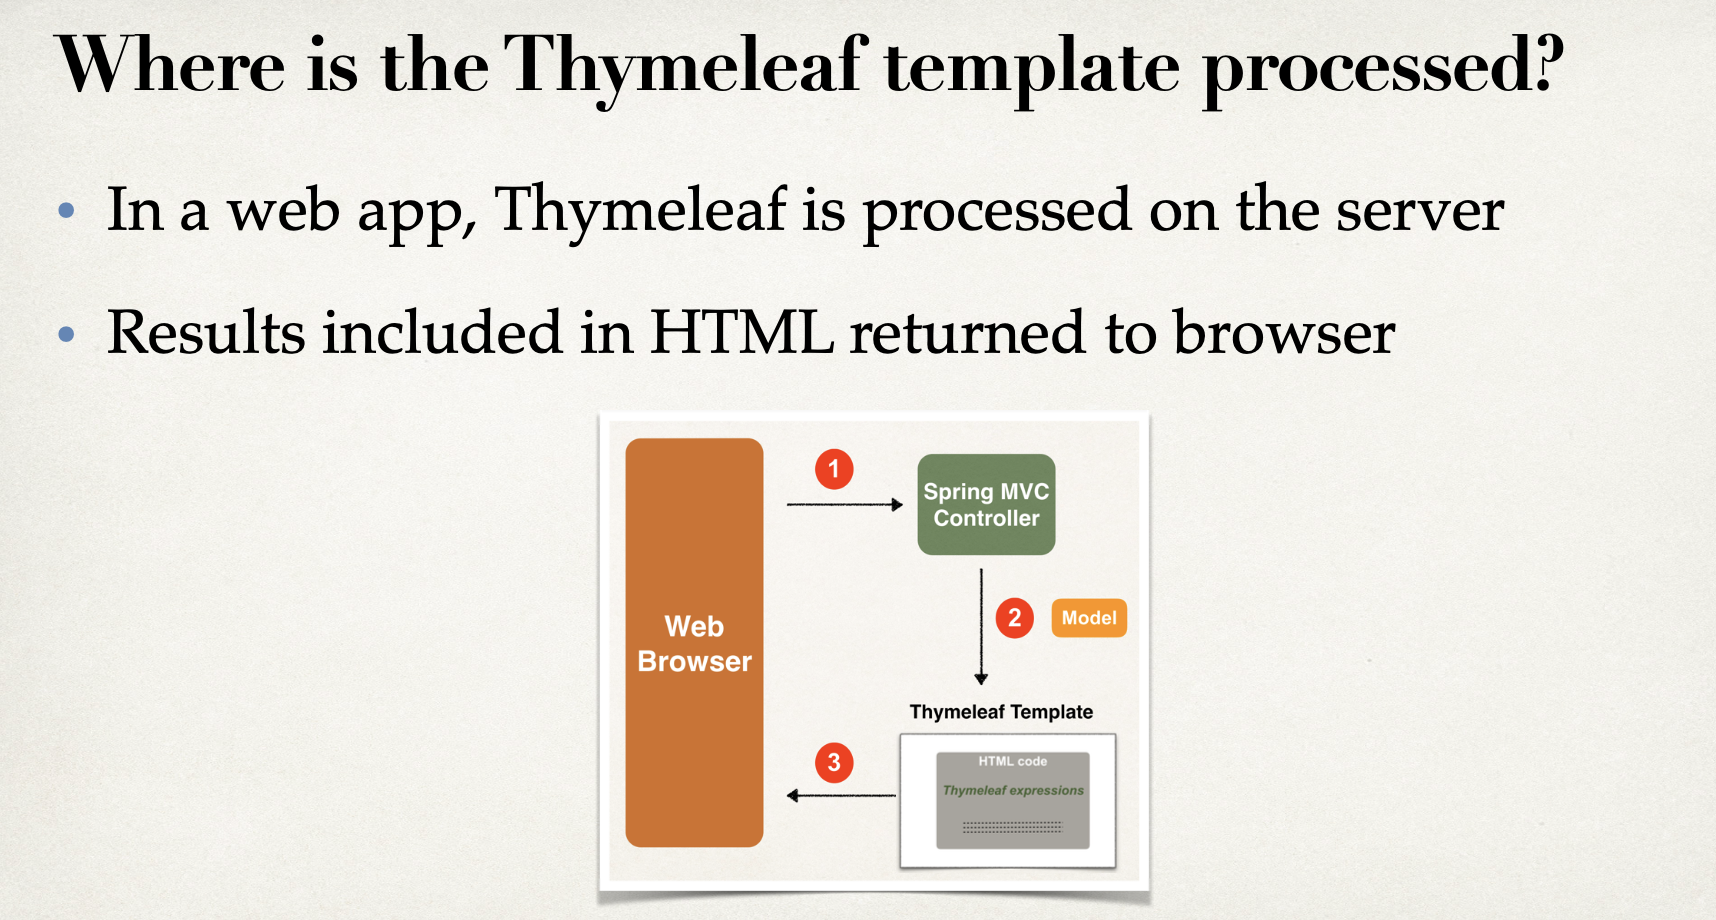 Where is the Thymeleaf template processed?
• In a web app, Thymeleaf is processed on the server
• Results included in HTML returned to browser
1
Spring MVC
Controller
2
Model
Web
Browser
Thymeleaf Template
3
HTML code
Thymeleaf expressions